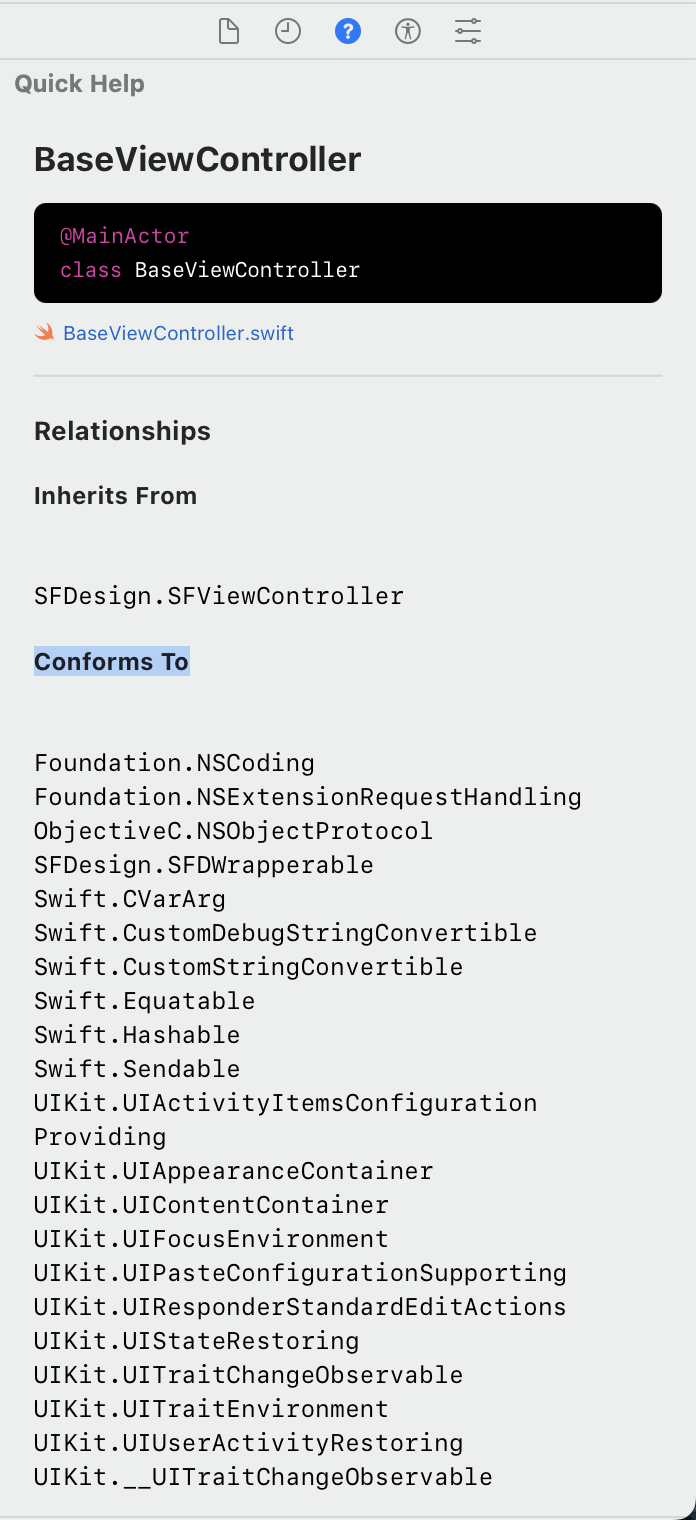 Quick Help
BaseViewController
@MainActor
class BaseViewController
BaseViewController.swift
Relationships
Inherits From
SFDesign.SFViewController
Conforms To
Foundation.NSCoding
Foundation.NSExtensionRequestHandling
ObjectiveC.NSObjectProtocol
SFDesign.SFDWrapperable
Swift.CVarArg
Swift.CustomDebugStringConvertible
Swift.CustomStringConvertible
Swift.Equatable
Swift.Hashable
Swift.Sendable
UIKit.UIActivityItemsConfiguration
Providing
UIKit.UIAppearanceContainer
UIKit.UIContentContainer
UIKit.UIFocusEnvironment
UIKit.UIPasteConfigurationSupporting
UIKit.UIResponderStandardEditActions
UIKit.UIStateRestoring
UIKit.UITraitChangeObservable
UIKit.UITraitEnvironment
UIKit.UIUserActivityRestoring
UIKit.__UITraitChangeObservable